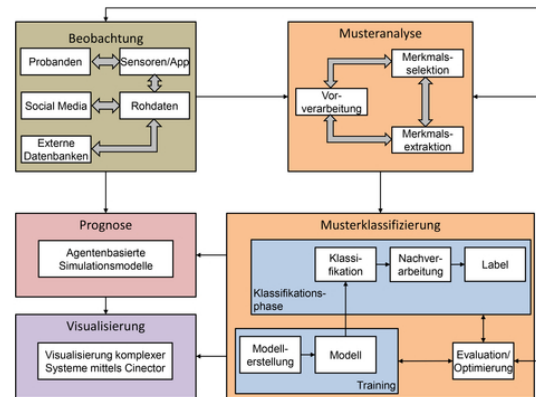 Beobachtung
Probanden
Sensoren/App
Social Media
Rohdaten
Externe
Datenbanken
Musteranalyse
Merkmals-
selektion
Vor-
verarbeitung
Merkmals-
extraktion
Prognose
Agentenbasierte
Simulationsmodelle
Visualisierung
Visualisierung komplexer
Systeme mittels Cinector
Musterklassifizierung
Klassi-
fikation
Nachver-
arbeitung
Label
Klassifikations-
phase
Modell-
erstellung
Modell
Training
Evaluation/
Optimierung